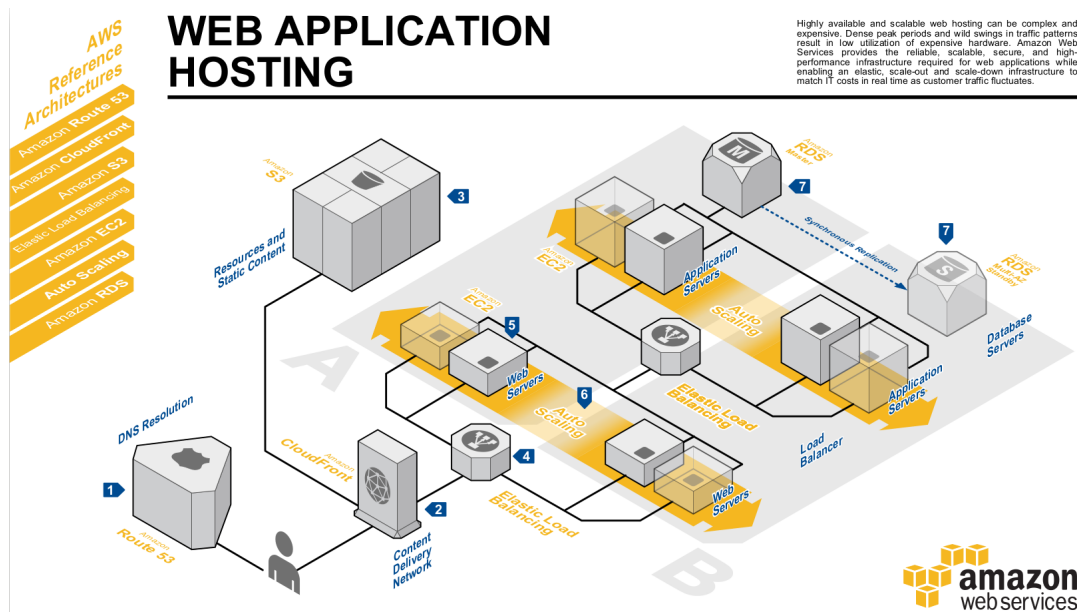 AWS
Reference
Architectures
Amazon Route 53
Amazon CloudFront
Amazon S3
Elastic Load Balancing
Amazon EC2
Auto Scaling
Amazon RDS
WEB APPLICATION
HOSTING
Highly available and scalable web hosting can be complex and
expensive. Dense peak periods and wild swings in traffic patterns
result in low utilization of expensive hardware. Amazon Web
Services provides the reliable, scalable, secure, and high-
performance infrastructure required for web applications while
enabling an elastic, scale-out and scale-down infrastructure to
match IT costs in real time as customer traffic fluctuates.
Amazon
S3
3
Resources and
Static Content
M
Amazon
RDS
Master
7
Synchronous Replication
7
S
Amazon
RDS
Multi-AZ
Standby
Database
Servers
Amazon
EC2
Application
Servers
Auto
Scaling
Application
Servers
Amazon
EC2
5
Web
Servers
6
Auto
Scaling
Elastic Load
Balancing
Load
Balancer
Web
Servers
A
B
DNS Resolution
1
Amazon
Route 53
Amazon
CloudFront
2
Content
Delivery
Network
4
Elastic Load
Balancing
amazon
web services